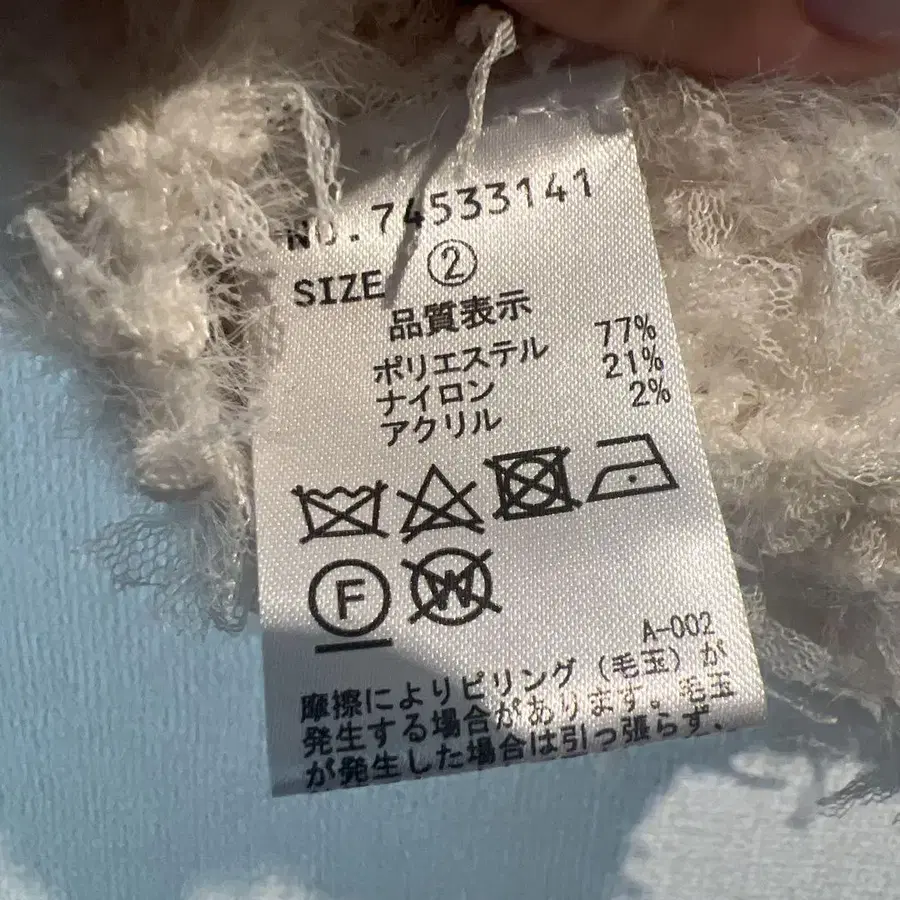 NO.74533141
SIZE ②
品質表示
ポリエステル 77%
ナイロン 21%
アクリル 2%
F W
A-002
摩擦によりピリング(毛玉)が
発生する場合があります。毛玉
が発生した場合は引っ張らず、